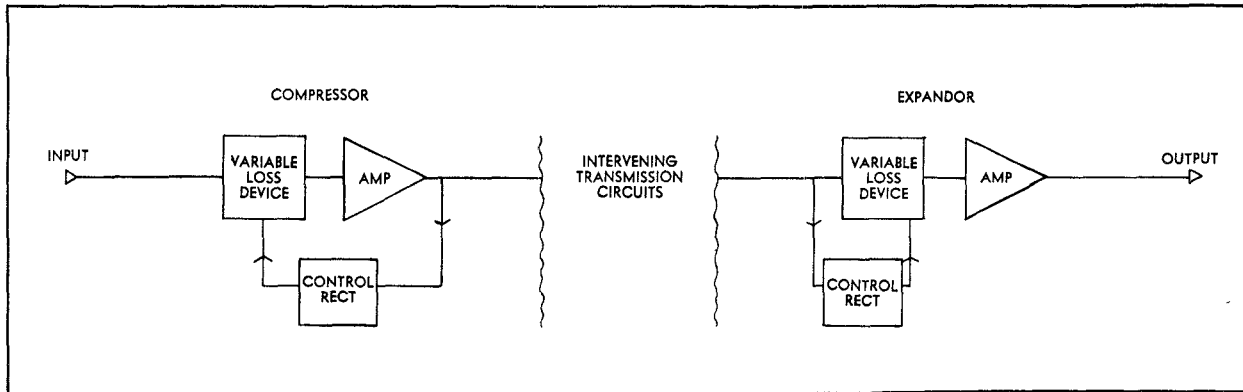 COMPRESSOR
EXPANDOR
INPUT
VARIABLE
LOSS
DEVICE
AMP
INTERVENING
TRANSMISSION
CIRCUITS
VARIABLE
LOSS
DEVICE
AMP
OUTPUT
CONTROL
RECT
CONTROL
RECT